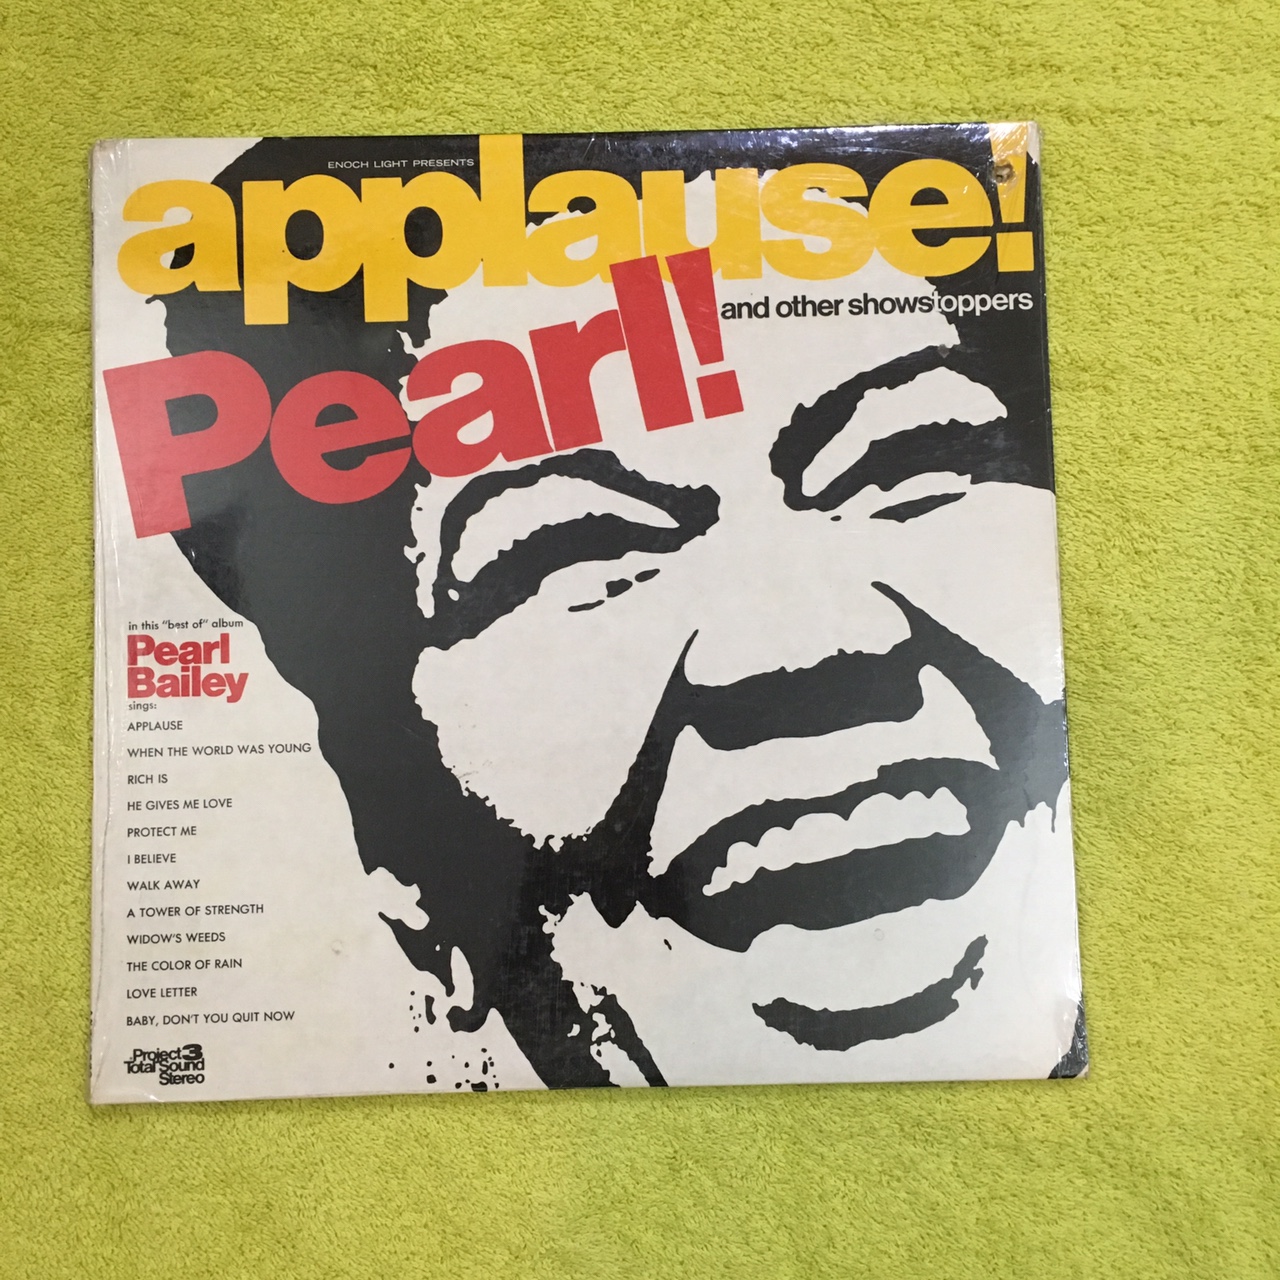 ENOCH LIGHT PRESENTS
applause!
Pearl!
and other showstoppers
in this "best of" album
Pearl
Bailey
sings:
APPLAUSE
WHEN THE WORLD WAS YOUNG
RICH IS
HE GIVES ME LOVE
PROTECT ME
I BELIEVE
WALK AWAY
A TOWER OF STRENGTH
WIDOW'S WEEDS
THE COLOR OF RAIN
LOVE LETTER
BABY, DON'T YOU QUIT NOW
Project 3
Total Sound
Stereo